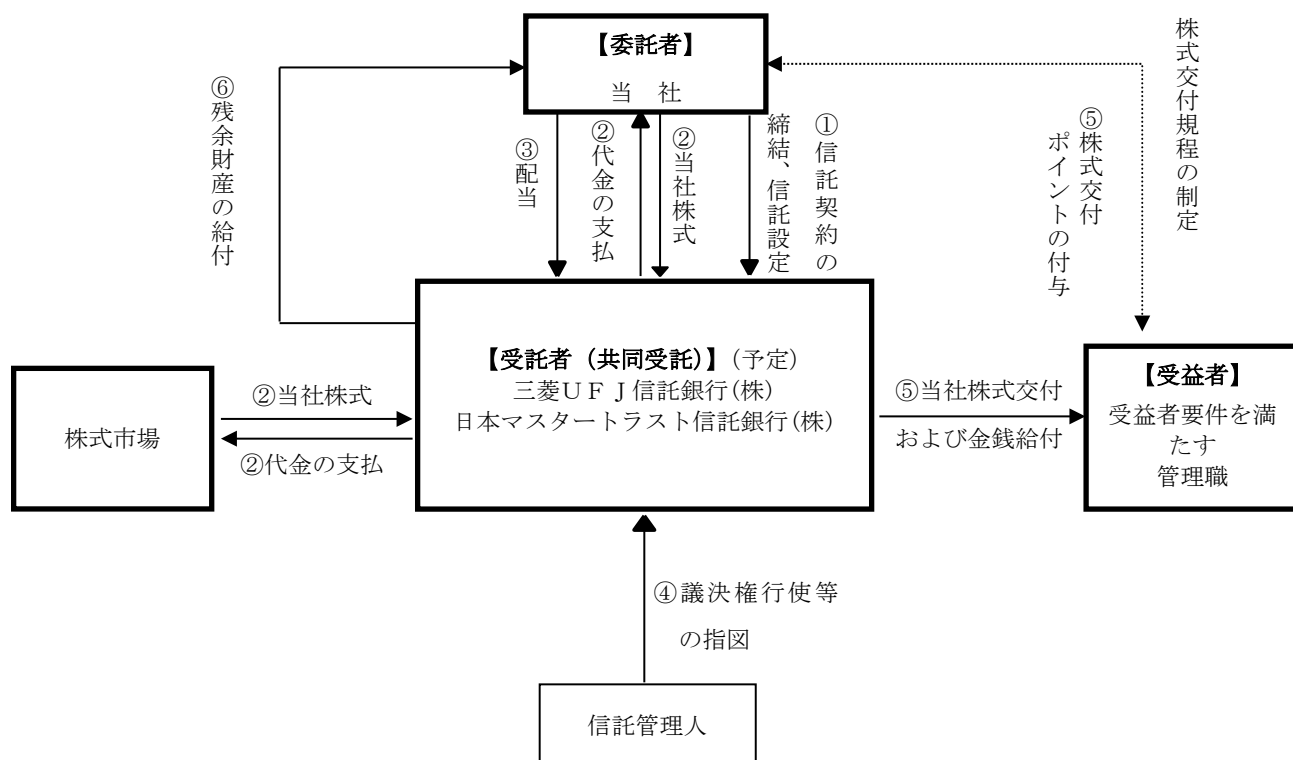 【委託者】
当 社
⑥残余財産の給付
③配当
②代金の支払
②当社株式
①信託契約の
締結、信託設定
株式交付規程の制定
⑤株式交付
ポイントの付与
【受託者(共同受託)】(予定)
三菱UFJ信託銀行(株)
日本マスタートラスト信託銀行(株)
株式市場
②当社株式
②代金の支払
⑤当社株式交付
および金銭給付
【受益者】
受益者要件を満
たす
管理職
④議決権行使等
の指図
信託管理人